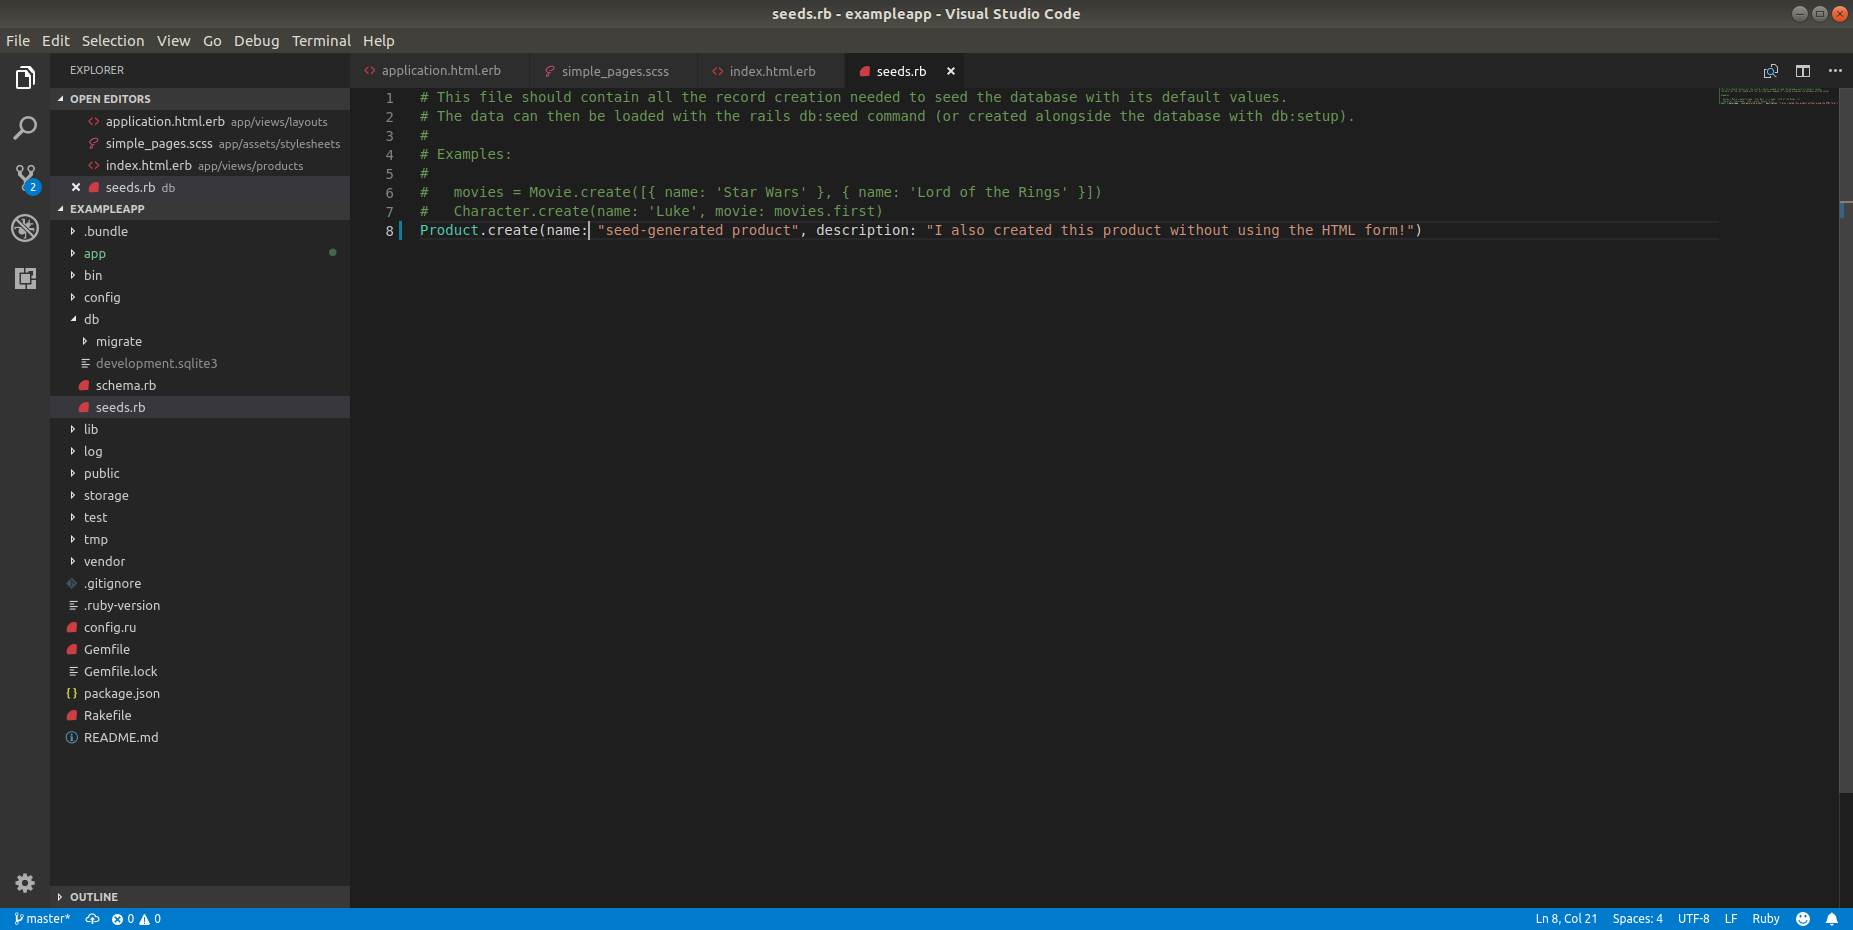 seeds.rb - exampleapp - Visual Studio Code
File Edit Selection View Go Debug Terminal Help
EXPLORER
OPEN EDITORS
application.html.erb app/views/layouts
simple_pages.scss app/assets/stylesheets
index.html.erb app/views/products
seeds.rb db
EXAMPLEAPP
.bundle
app
bin
config
db
migrate
development.sqlite3
schema.rb
seeds.rb
lib
log
public
storage
test
tmp
vendor
.gitignore
.ruby-version
config.ru
Gemfile
Gemfile.lock
package.json
Rakefile
README.md
OUTLINE
2
application.html.erb simple_pages.scss index.html.erb seeds.rb
1 # This file should contain all the record creation needed to seed the database with its default values.
2 # The data can then be loaded with the rails db:seed command (or created alongside the database with db:setup).
3 #
4 # Examples:
5 #
6 #   movies = Movie.create([{ name: 'Star Wars' }, { name: 'Lord of the Rings' }])
7 #   Character.create(name: 'Luke', movie: movies.first)
8 Product.create(name: "seed-generated product", description: "I also created this product without using the HTML form!")
master* 0 0 Ln 8, Col 21 Spaces: 4 UTF-8 LF Ruby